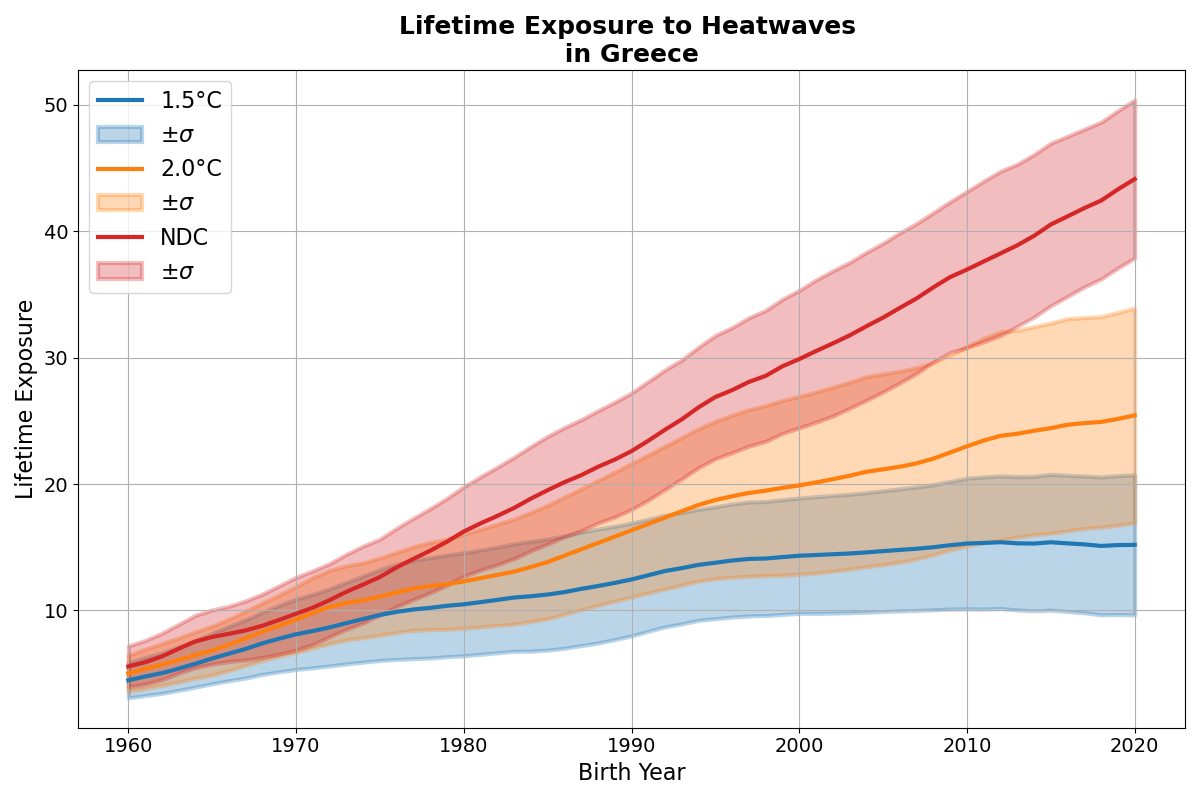 Lifetime Exposure to Heatwaves
in Greece
1.5°C
±σ
2.0°C
±σ
NDC
±σ
Lifetime Exposure
50
40
30
20
10
1960 1970 1980 1990 2000 2010 2020
Birth Year